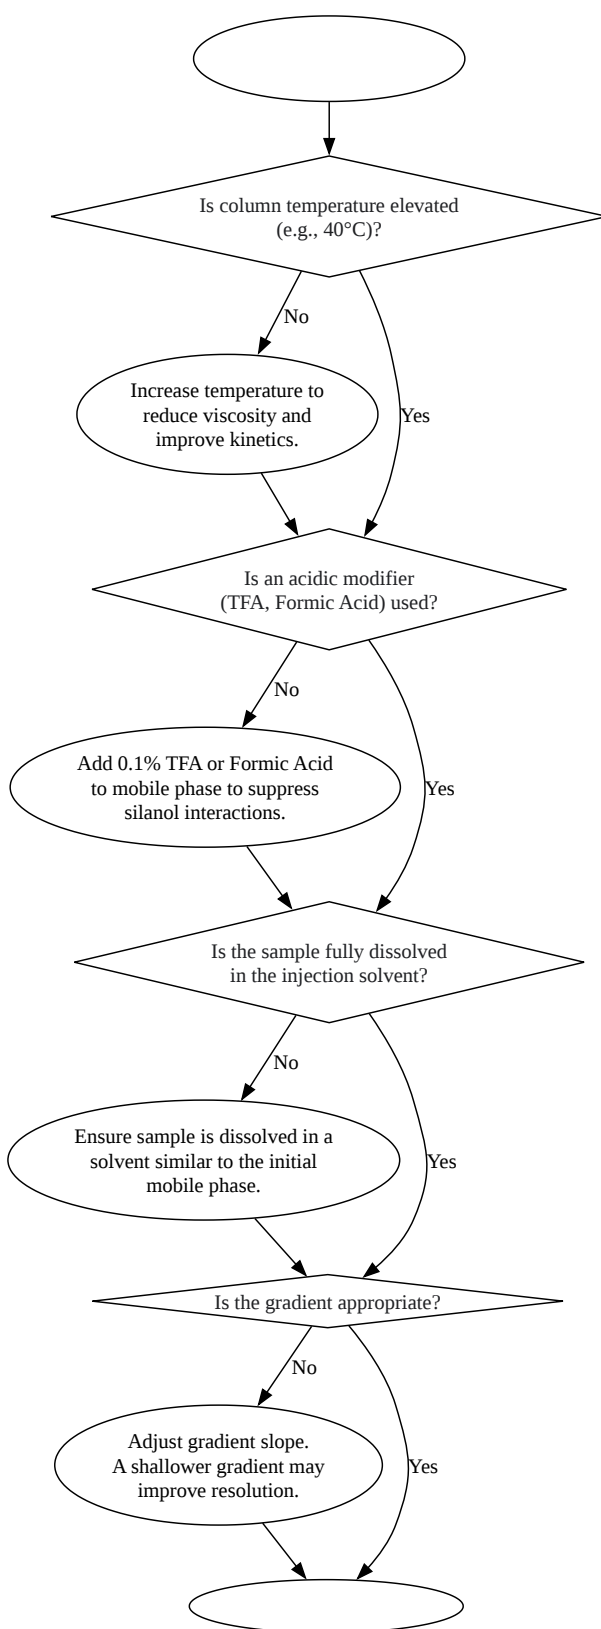 Is column temperature elevated
(e.g., 40°C)?
No
Increase temperature to
reduce viscosity and
improve kinetics.
Yes
Is an acidic modifier
(TFA, Formic Acid) used?
No
Add 0.1% TFA or Formic Acid
to mobile phase to suppress
silanol interactions.
Yes
Is the sample fully dissolved
in the injection solvent?
No
Ensure sample is dissolved in a
solvent similar to the initial
mobile phase.
Yes
Is the gradient appropriate?
No
Adjust gradient slope.
A shallower gradient may
improve resolution.
Yes